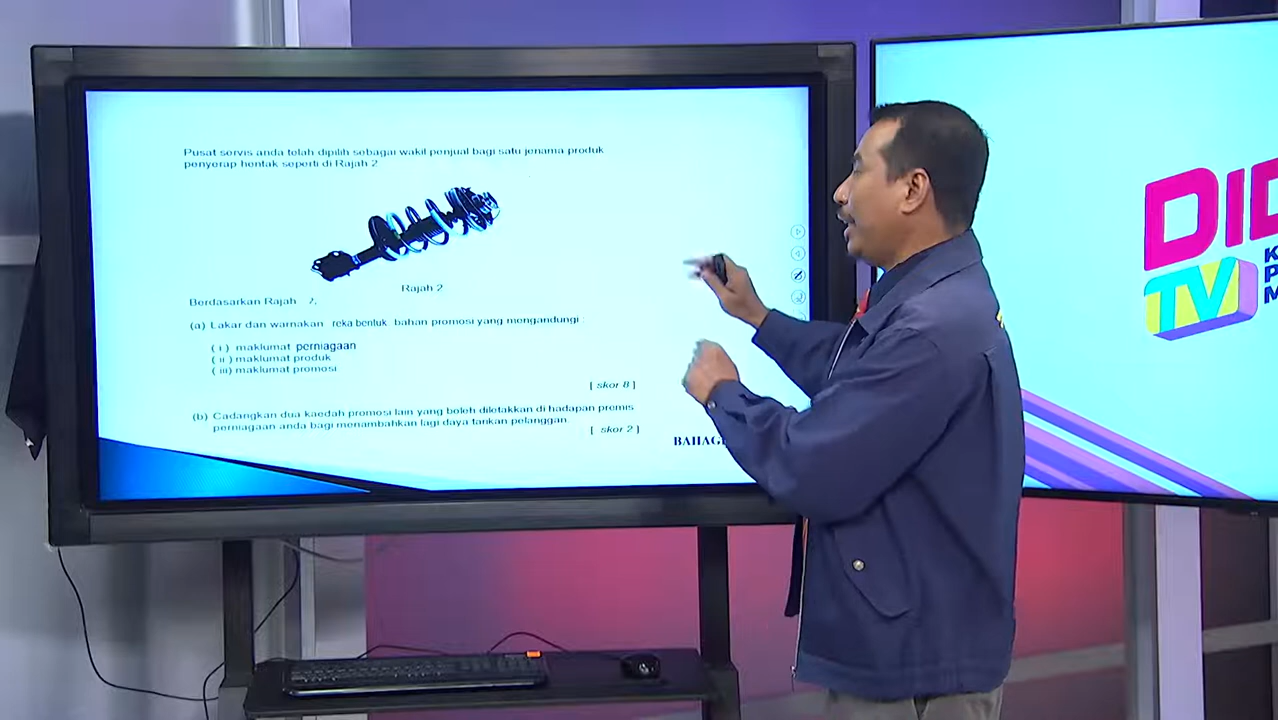 Pusat servis anda telah dipilih sebagai wakil penjual bagi satu jenama produk
penyerap hentak seperti di Rajah 2
Rajah 2
Berdasarkan Rajah 2,
(a) Lakar dan warnakan reka bentuk bahan promosi yang mengandungi :
( i ) maklumat perniagaan
( ii ) maklumat produk
( iii) maklumat promosi
[ skor 8 ]
(b) Cadangkan dua kaedah promosi lain yang boleh diletakkan di hadapan premis
perniagaan anda bagi menambahkan lagi daya tarikan pelanggan.
[ skor 2 ]
BAHAG
DID
TV
K
P
M